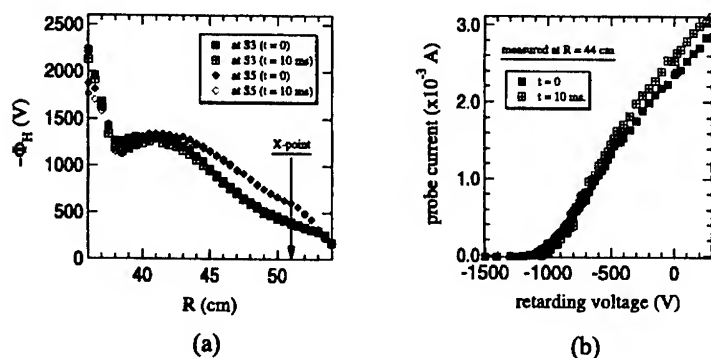 -Φ_H (V)
2500
2000
1500
1000
500
0
40
45
50
R (cm)
at S3 (t = 0)
at S3 (t = 10 ms)
at S5 (t = 0)
at S5 (t = 10 ms)
X-point
(a)
probe current (x10⁻³ A)
3.0
2.0
1.0
0.0
-1500
-1000
-500
0
retarding voltage (V)
measured at R = 44 cm
t = 0
t = 10 ms.
(b)